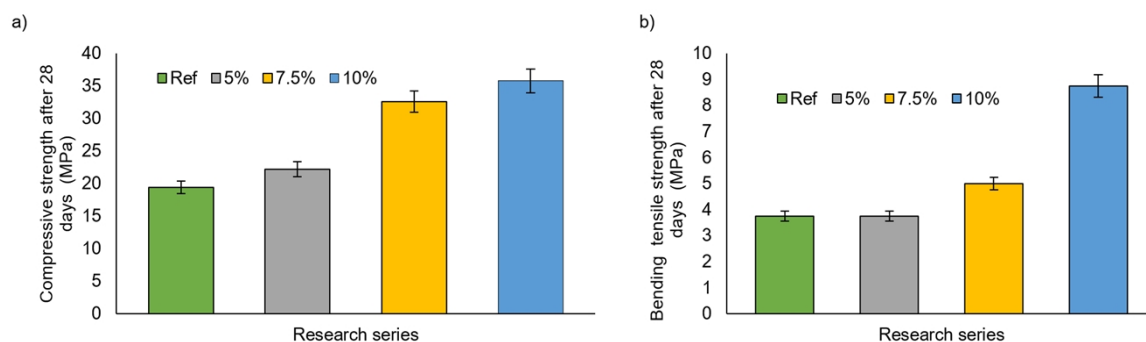 a)
Compressive strength after 28
days (MPa)
40
35
30
25
20
15
10
5
0
Ref 5% 7.5% 10%
Research series
b)
Bending tensile strength after 28
days (MPa)
10
9
8
7
6
5
4
3
2
1
0
Ref 5% 7.5% 10%
Research series